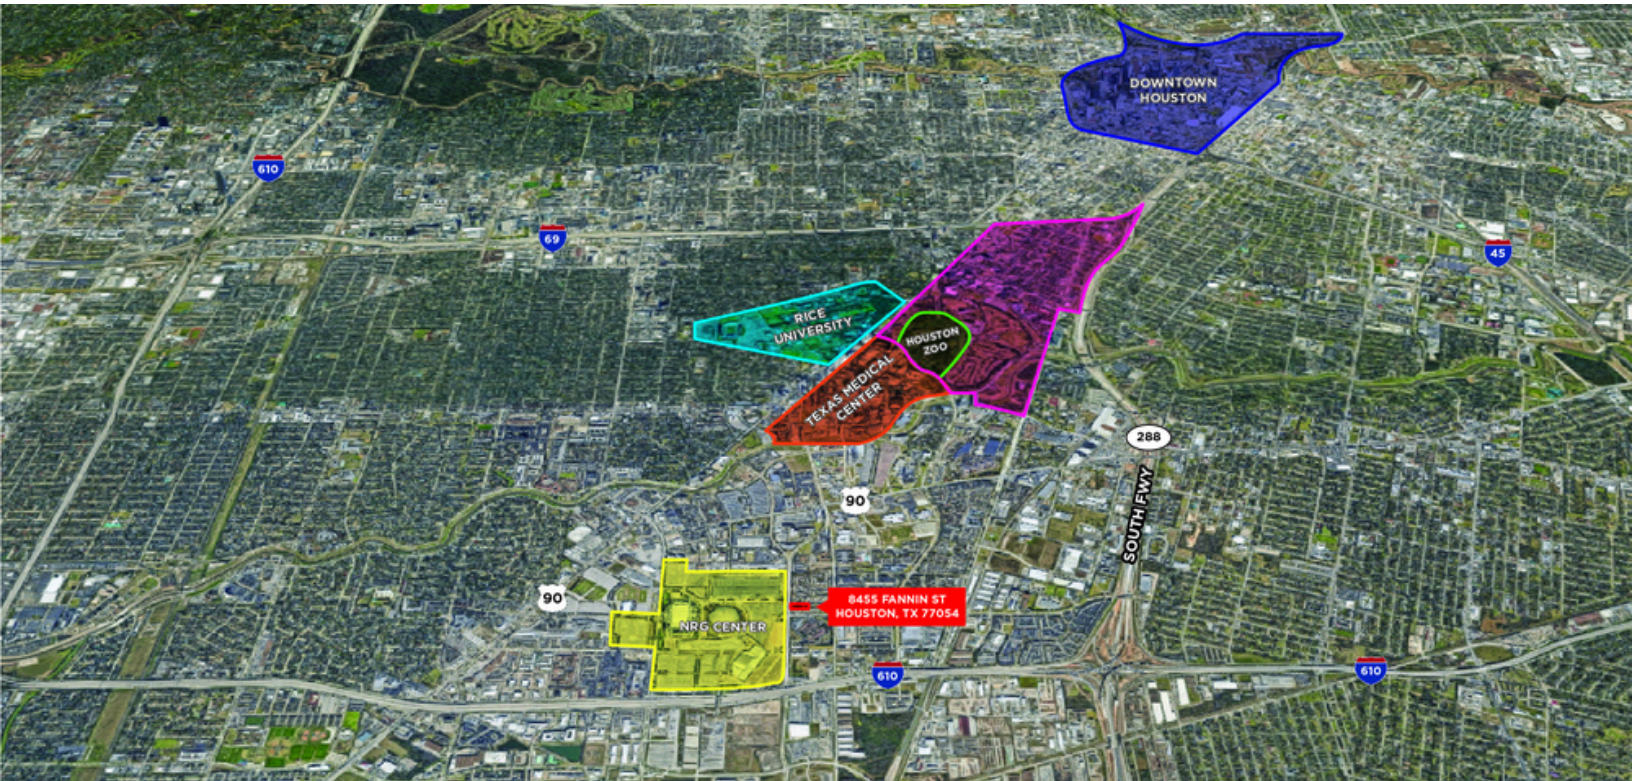 DOWNTOWN
HOUSTON
610
69
45
RICE
UNIVERSITY
HOUSTON
ZOO
TEXAS MEDICAL
CENTER
288
SOUTH FWY
90
90
8455 FANNIN ST
HOUSTON, TX 77054
NRG CENTER
610
610